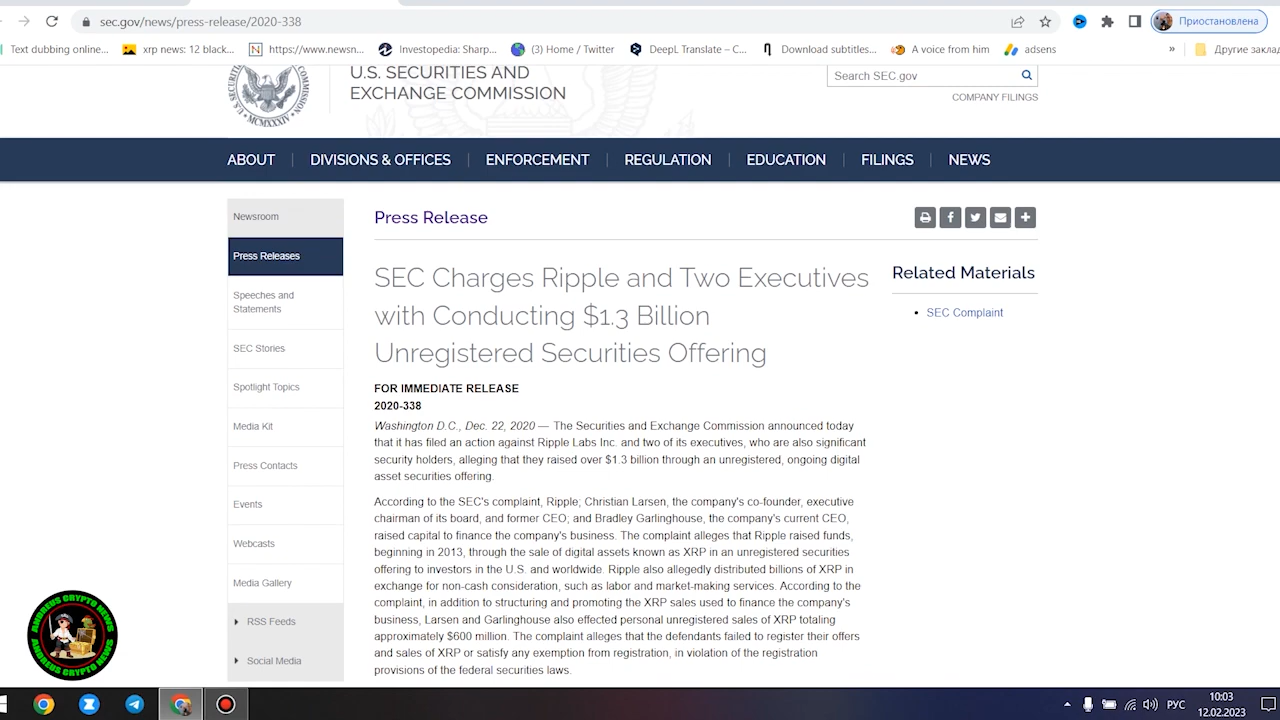 sec.gov/news/press-release/2020-338
Приостановлена
Text dubbing online...
xrp news: 12 black...
https://www.newsn...
Investopedia: Sharp...
(3) Home / Twitter
DeepL Translate – C...
Download subtitles...
A voice from him
adsens
»
Другие закла
U.S. SECURITIES AND
EXCHANGE COMMISSION
MCMXXXIV
Search SEC.gov
COMPANY FILINGS
ABOUT
DIVISIONS & OFFICES
ENFORCEMENT
REGULATION
EDUCATION
FILINGS
NEWS
Newsroom
Press Releases
Speeches and
Statements
SEC Stories
Spotlight Topics
Media Kit
Press Contacts
Events
Webcasts
Media Gallery
RSS Feeds
Social Media
Press Release
SEC Charges Ripple and Two Executives
with Conducting $1.3 Billion
Unregistered Securities Offering
FOR IMMEDIATE RELEASE
2020-338
Washington D.C., Dec. 22, 2020 — The Securities and Exchange Commission announced today
that it has filed an action against Ripple Labs Inc. and two of its executives, who are also significant
security holders, alleging that they raised over $1.3 billion through an unregistered, ongoing digital
asset securities offering.
According to the SEC's complaint, Ripple; Christian Larsen, the company's co-founder, executive
chairman of its board, and former CEO; and Bradley Garlinghouse, the company's current CEO,
raised capital to finance the company's business. The complaint alleges that Ripple raised funds,
beginning in 2013, through the sale of digital assets known as XRP in an unregistered securities
offering to investors in the U.S. and worldwide. Ripple also allegedly distributed billions of XRP in
exchange for non-cash consideration, such as labor and market-making services. According to the
complaint, in addition to structuring and promoting the XRP sales used to finance the company's
business, Larsen and Garlinghouse also effected personal unregistered sales of XRP totaling
approximately $600 million. The complaint alleges that the defendants failed to register their offers
and sales of XRP or satisfy any exemption from registration, in violation of the registration
provisions of the federal securities laws.
Related Materials
SEC Complaint
ANDREUS CRYPTO NEWS
ANDREUS CRYPTO NEWS
РУС
10:03
12.02.2023